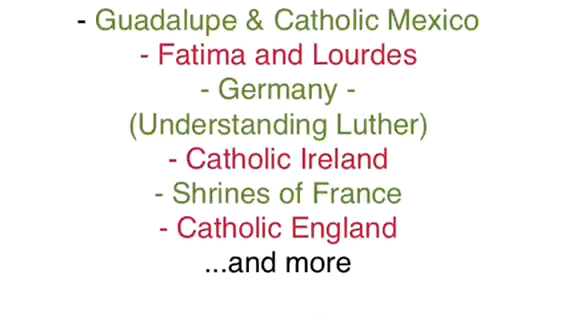 - Guadalupe & Catholic Mexico
- Fatima and Lourdes
- Germany -
(Understanding Luther)
- Catholic Ireland
- Shrines of France
- Catholic England
...and more